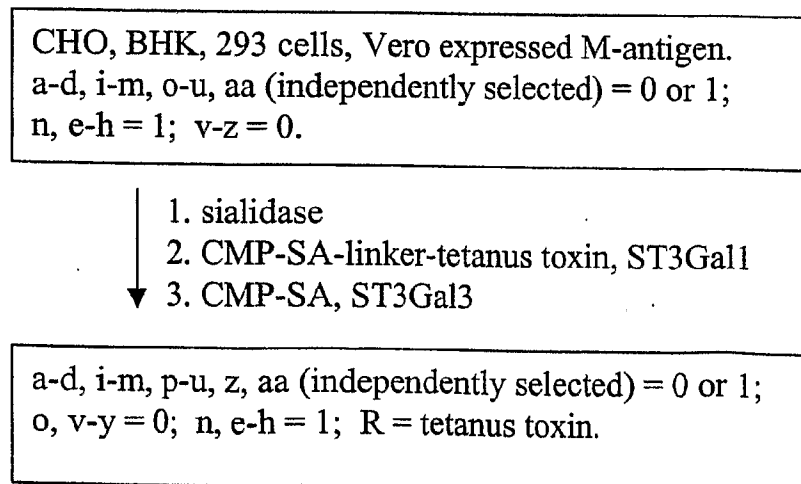 CHO, BHK, 293 cells, Vero expressed M-antigen.
a-d, i-m, o-u, aa (independently selected) = 0 or 1;
n, e-h = 1; v-z = 0.
1. sialidase
2. CMP-SA-linker-tetanus toxin, ST3Gal1
3. CMP-SA, ST3Gal3
a-d, i-m, p-u, z, aa (independently selected) = 0 or 1;
o, v-y = 0; n, e-h = 1; R = tetanus toxin.